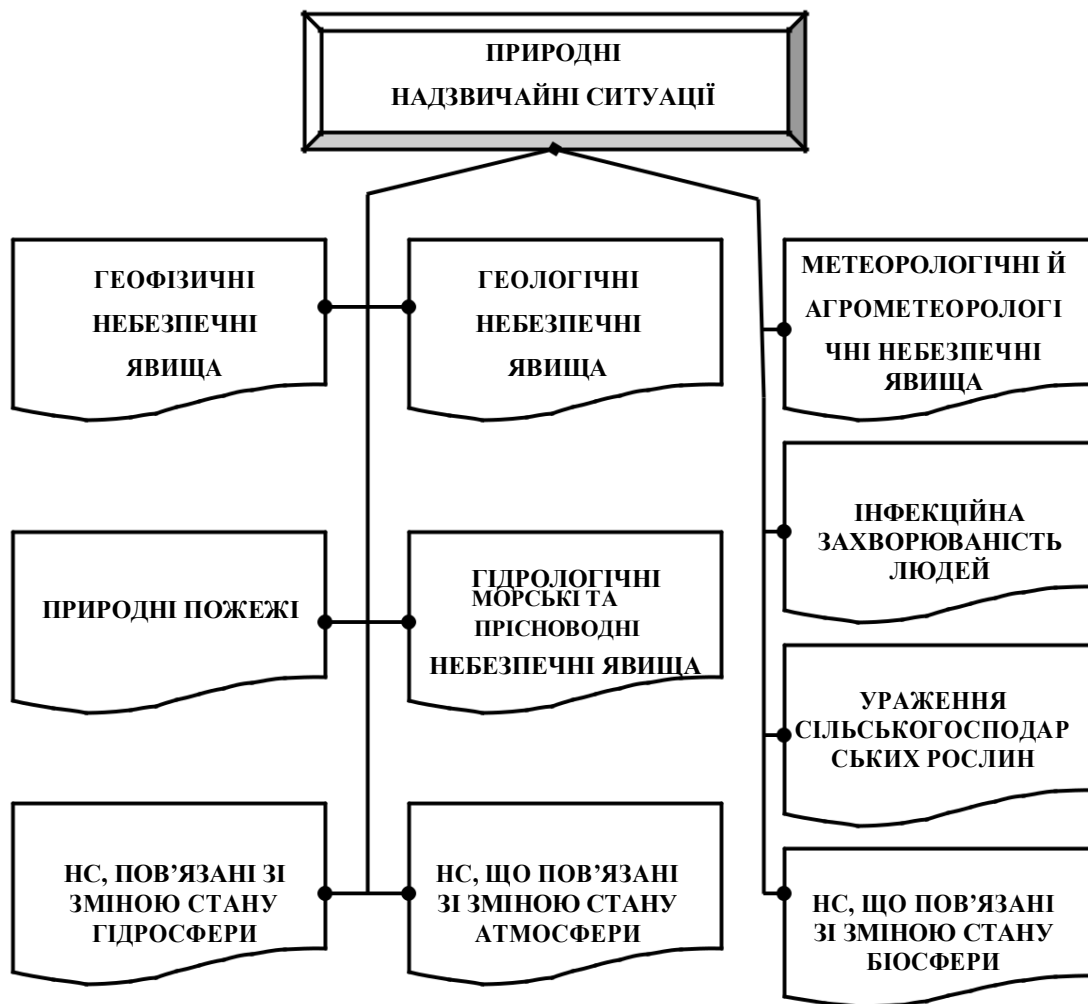 ПРИРОДНІ
НАДЗВИЧАЙНІ СИТУАЦІЇ
ГЕОФІЗИЧНІ
НЕБЕЗПЕЧНІ
ЯВИЩА
ГЕОЛОГІЧНІ
НЕБЕЗПЕЧНІ
ЯВИЩА
МЕТЕОРОЛОГІЧНІ Й
АГРОМЕТЕОРОЛОГІ
ЧНІ НЕБЕЗПЕЧНІ
ЯВИЩА
ІНФЕКЦІЙНА
ЗАХВОРЮВАНІСТЬ
ЛЮДЕЙ
ПРИРОДНІ ПОЖЕЖІ
ГІДРОЛОГІЧНІ
МОРСЬКІ ТА
ПРІСНОВОДНІ
НЕБЕЗПЕЧНІ ЯВИЩА
УРАЖЕННЯ
СІЛЬСЬКОГОСПОДАР
СЬКИХ РОСЛИН
НС, ПОВ’ЯЗАНІ ЗІ
ЗМІНОЮ СТАНУ
ГІДРОСФЕРИ
НС, ЩО ПОВ’ЯЗАНІ
ЗІ ЗМІНОЮ СТАНУ
АТМОСФЕРИ
НС, ЩО ПОВ’ЯЗАНІ
ЗІ ЗМІНОЮ СТАНУ
БІОСФЕРИ